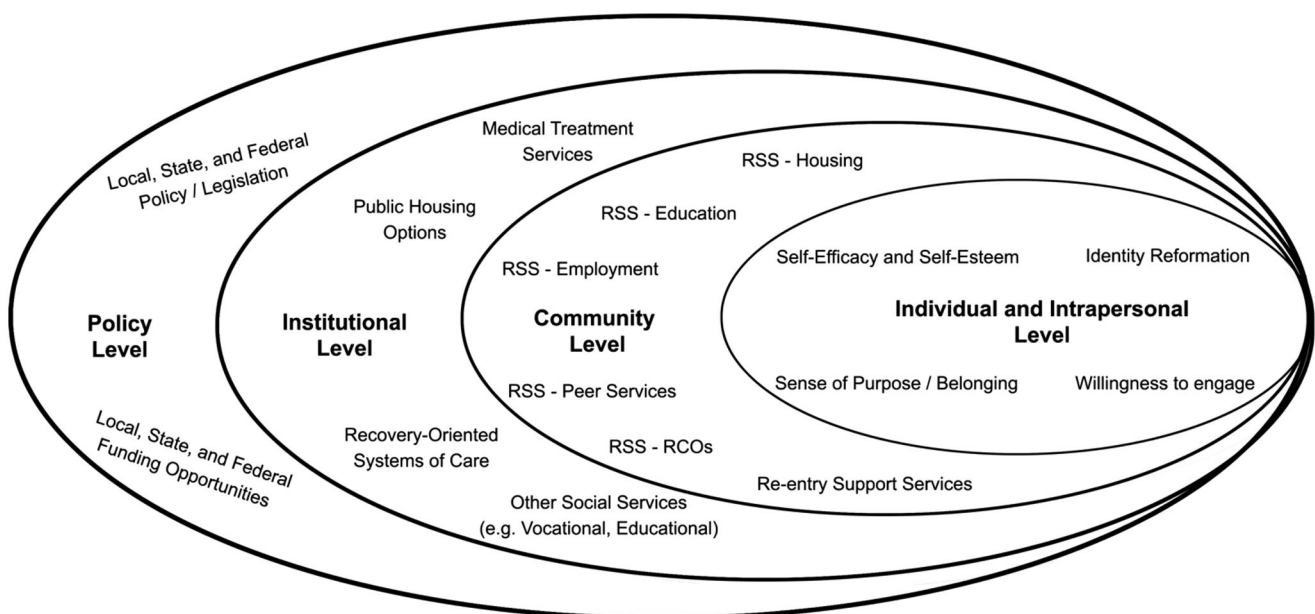 Local, State, and Federal
Policy / Legislation
Policy
Level
Local, State, and Federal
Funding Opportunities
Medical Treatment
Services
Public Housing
Options
Institutional
Level
Recovery-Oriented
Systems of Care
Other Social Services
(e.g. Vocational, Educational)
RSS - Housing
RSS - Education
RSS - Employment
Community
Level
RSS - Peer Services
RSS - RCOs
Re-entry Support Services
Self-Efficacy and Self-Esteem
Identity Reformation
Individual and Intrapersonal
Level
Sense of Purpose / Belonging
Willingness to engage